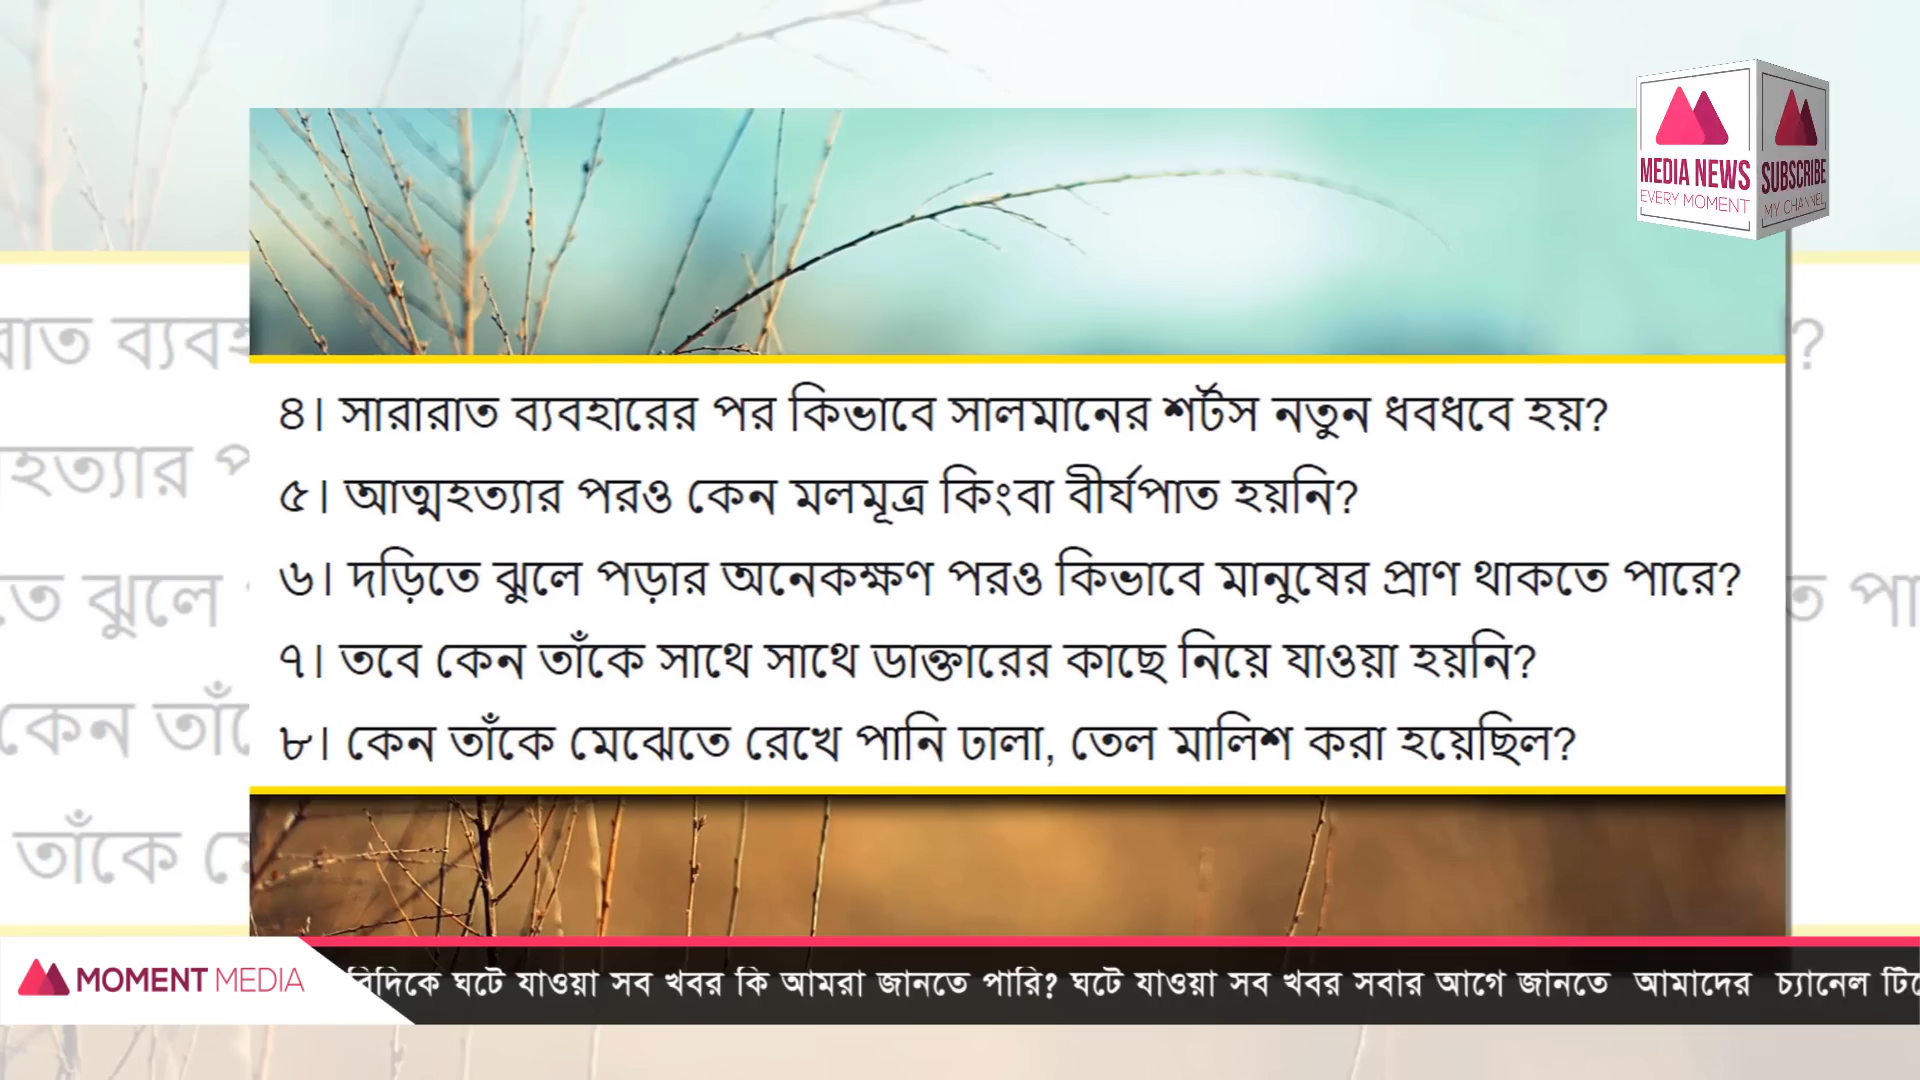 ৪। সারারাত ব্যবহারের পর কিভাবে সালমানের শর্টস নতুন ধবধবে হয়?
৫। আত্মহত্যার পরও কেন মলমূত্র কিংবা বীর্যপাত হয়নি?
৬। দড়িতে ঝুলে পড়ার অনেকক্ষণ পরও কিভাবে মানুষের প্রাণ থাকতে পারে?
৭। তবে কেন তাঁকে সাথে সাথে ডাক্তারের কাছে নিয়ে যাওয়া হয়নি?
৮। কেন তাঁকে মেঝেতে রেখে পানি ঢালা, তেল মালিশ করা হয়েছিল?
MEDIA NEWS
EVERY MOMENT
SUBSCRIBE
MY CHANNEL
MOMENT MEDIA
ঘটে যাওয়া সব খবর কি আমরা জানতে পারি? ঘটে যাওয়া সব খবর সবার আগে জানতে আমাদের চ্যানেল